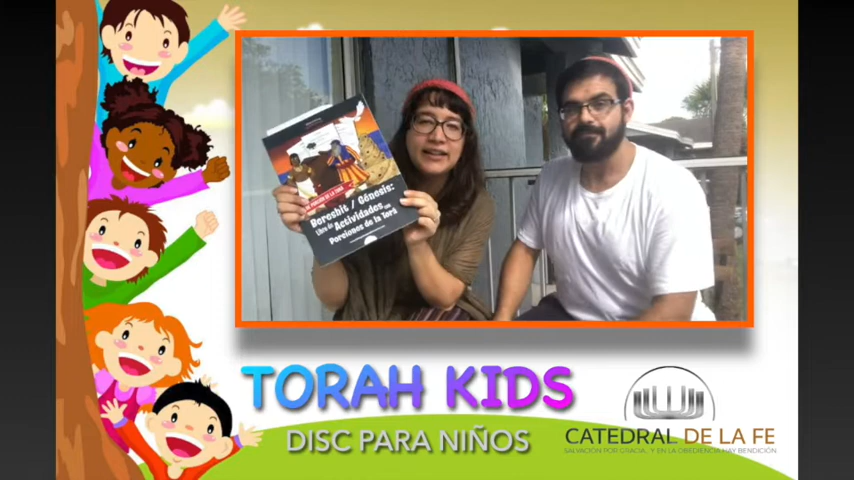 Bereshit / Génesis:
Libro de Actividades con
Porciones de la Torá
TORAH KIDS
DISC PARA NIÑOS
CATEDRAL DE LA FE
SALVACIÓN POR GRACIA... Y EN LA OBEDIENCIA HAY BENDICIÓN